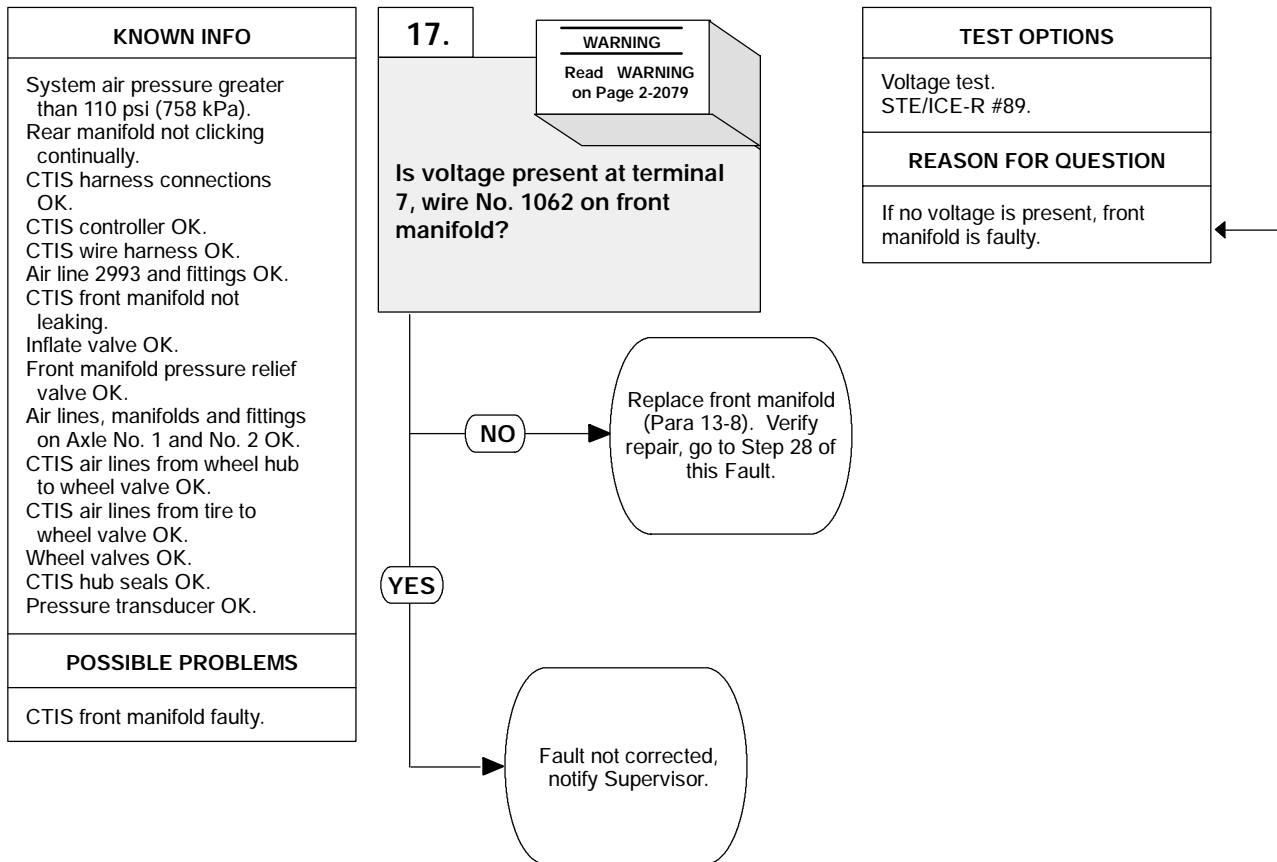 KNOWN INFO
System air pressure greater
than 110 psi (758 kPa).
Rear manifold not clicking
continually.
CTIS harness connections
OK.
CTIS controller OK.
CTIS wire harness OK.
Air line 2993 and fittings OK.
CTIS front manifold not
leaking.
Inflate valve OK.
Front manifold pressure relief
valve OK.
Air lines, manifolds and fittings
on Axle No. 1 and No. 2 OK.
CTIS air lines from wheel hub
to wheel valve OK.
CTIS air lines from tire to
wheel valve OK.
Wheel valves OK.
CTIS hub seals OK.
Pressure transducer OK.
POSSIBLE PROBLEMS
CTIS front manifold faulty.
17.
WARNING
Read WARNING
on Page 2-2079
Is voltage present at terminal
7, wire No. 1062 on front
manifold?
NO
Replace front manifold
(Para 13-8). Verify
repair, go to Step 28 of
this Fault.
YES
Fault not corrected,
notify Supervisor.
TEST OPTIONS
Voltage test.
STE/ICE-R #89.
REASON FOR QUESTION
If no voltage is present, front
manifold is faulty.